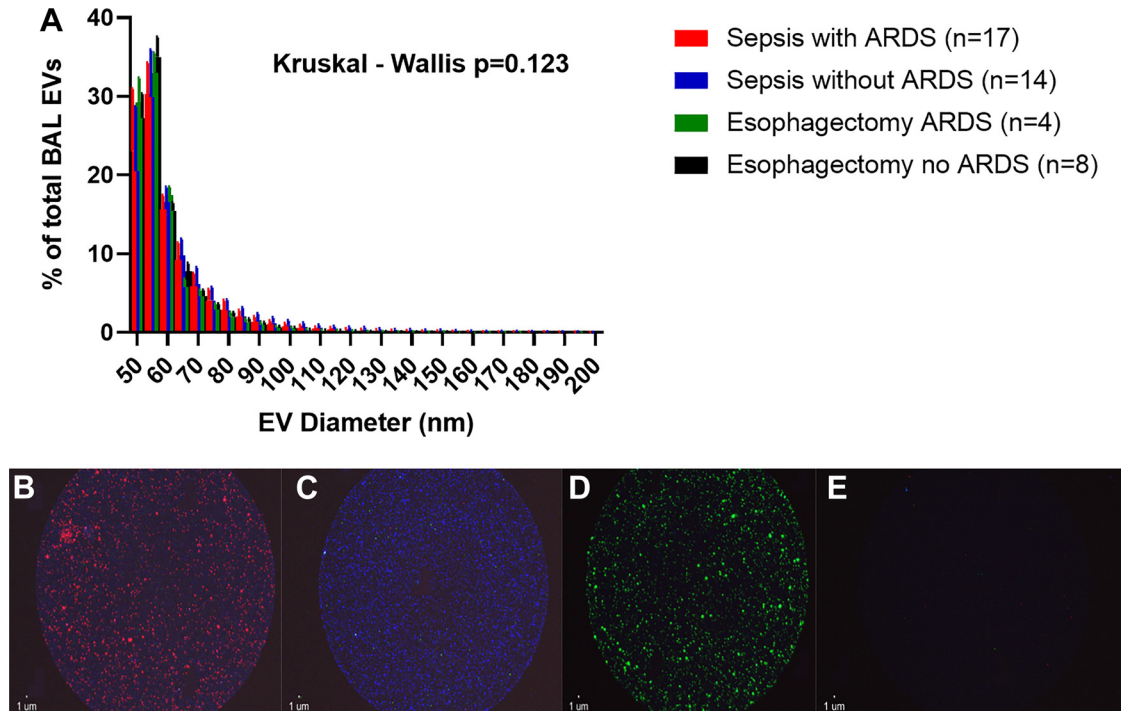 A
Kruskal - Wallis p=0.123
% of total BAL EVs
40
30
20
10
0
50
60
70
80
90
100
110
120
130
140
150
160
170
180
190
200
EV Diameter (nm)
Sepsis with ARDS (n=17)
Sepsis without ARDS (n=14)
Esophagectomy ARDS (n=4)
Esophagectomy no ARDS (n=8)
B
1 um
C
1 um
D
1 um
E
1 um